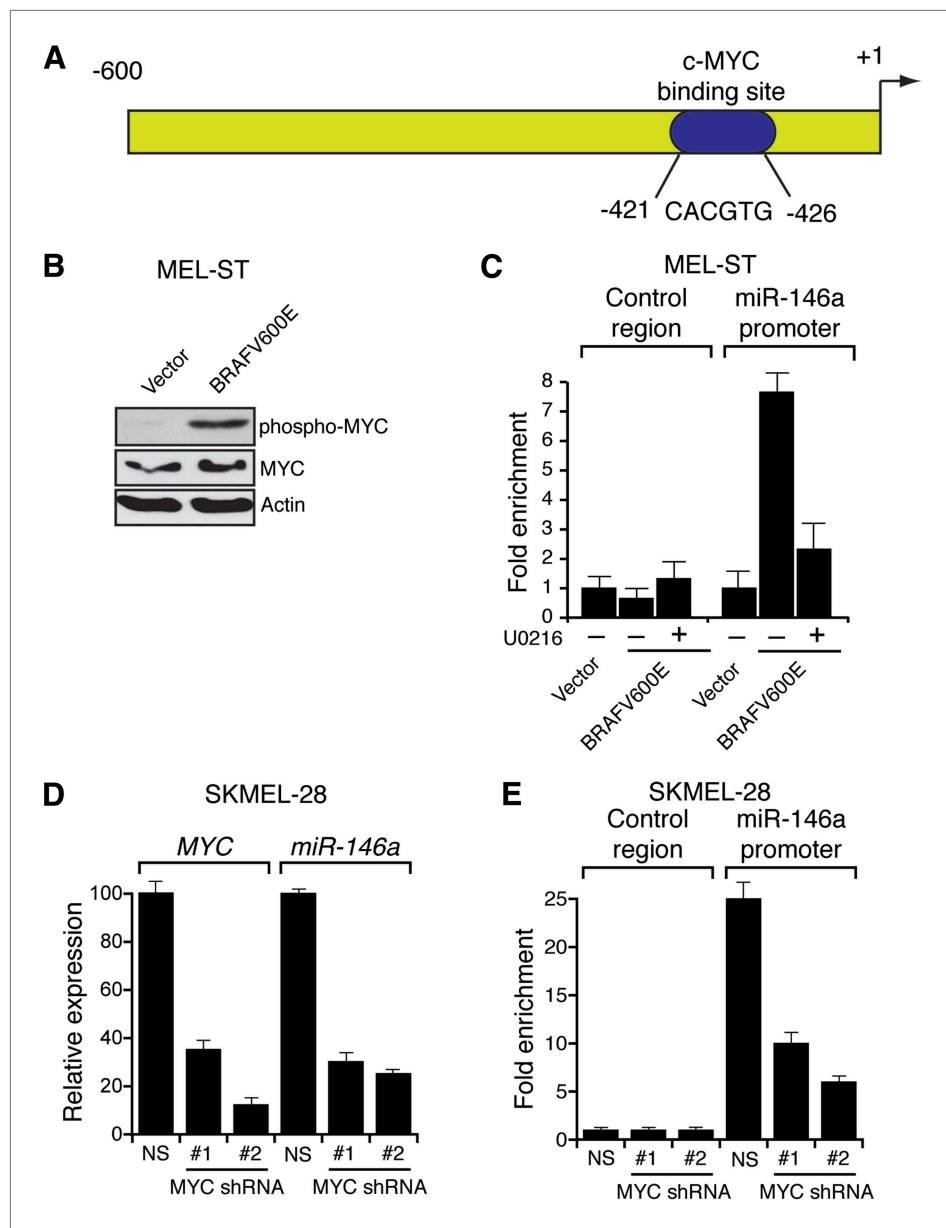 A
-600
c-MYC
binding site
+1
-421 CACGTG -426
B
MEL-ST
Vector
BRAFV600E
phospho-MYC
MYC
Actin
C
MEL-ST
Control
region
miR-146a
promoter
Fold enrichment
8
7
6
5
4
3
2
1
0
U0216 – – + – – +
Vector
BRAFV600E
Vector
BRAFV600E
D
SKMEL-28
MYC
miR-146a
Relative expression
100
80
60
40
20
0
NS #1 #2 NS #1 #2
MYC shRNA MYC shRNA
E
SKMEL-28
Control
region
miR-146a
promoter
Fold enrichment
25
20
15
10
5
0
NS #1 #2 NS #1 #2
MYC shRNA MYC shRNA